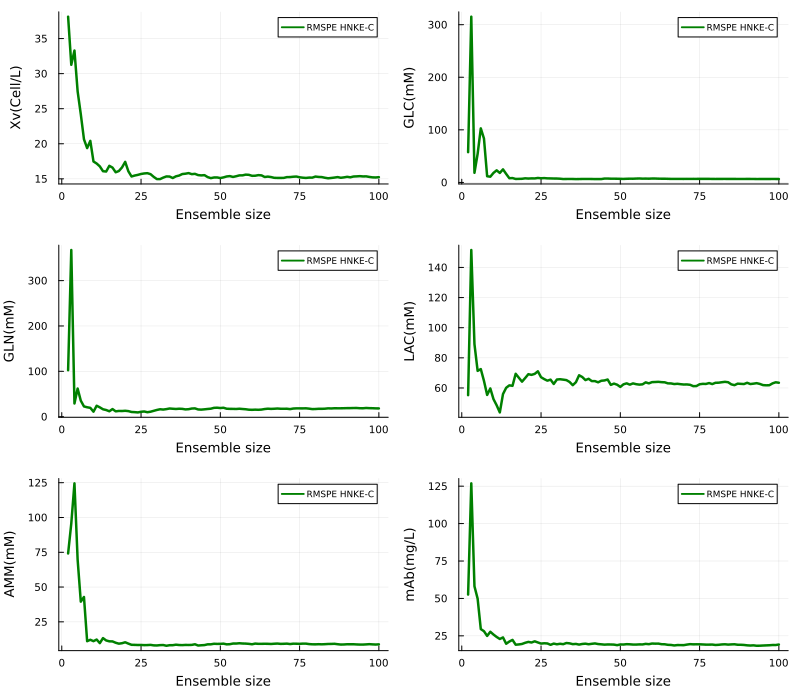 RMSPE HNKE-C
Xv(Cell/L)
35
30
25
20
15
0 25 50 75 100
Ensemble size
RMSPE HNKE-C
GLC(mM)
300
200
100
0
0 25 50 75 100
Ensemble size
RMSPE HNKE-C
GLN(mM)
300
200
100
0
0 25 50 75 100
Ensemble size
RMSPE HNKE-C
LAC(mM)
140
120
100
80
60
0 25 50 75 100
Ensemble size
RMSPE HNKE-C
AMM(mM)
125
100
75
50
25
0 25 50 75 100
Ensemble size
RMSPE HNKE-C
mAb(mg/L)
125
100
75
50
25
0 25 50 75 100
Ensemble size